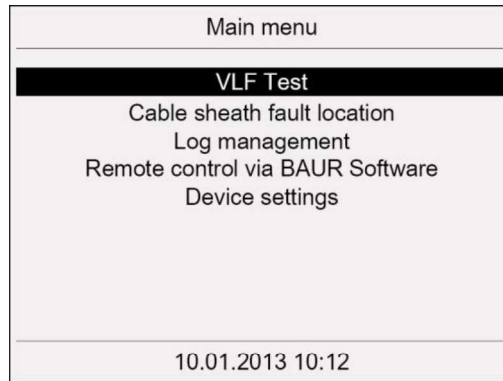 Main menu
VLF Test
Cable sheath fault location
Log management
Remote control via BAUR Software
Device settings
10.01.2013 10:12